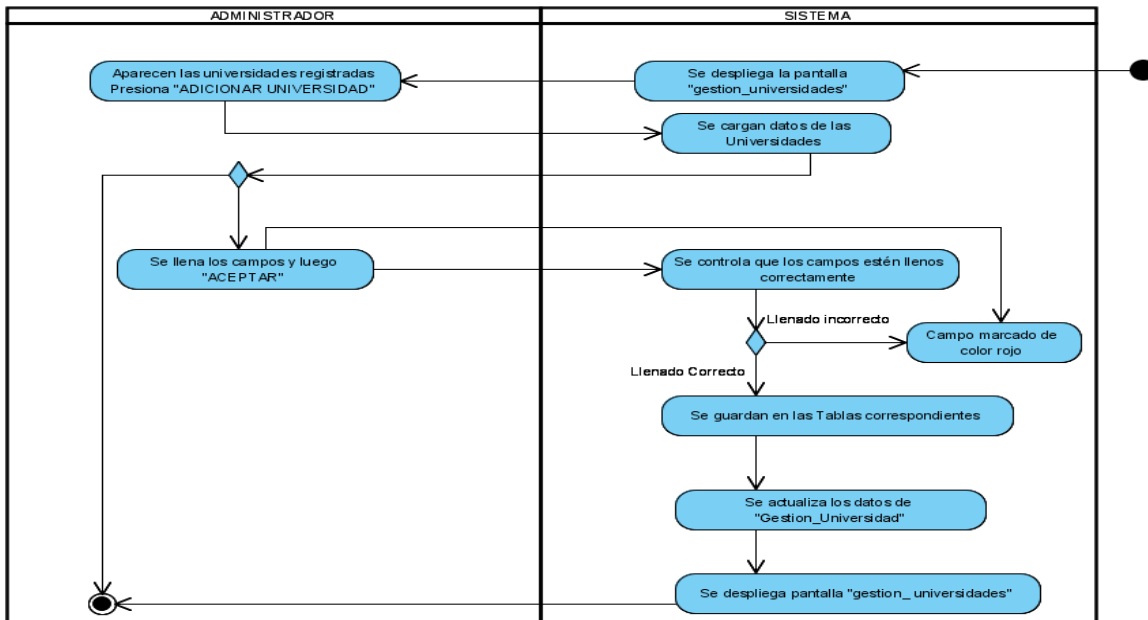 ADMINISTRADOR
SISTEMA
Aparecen las universidades registradas
Presiona "ADICIONAR UNIVERSIDAD"
Se despliega la pantalla
"gestion_universidades"
Se cargan datos de las
Universidades
Se llena los campos y luego
"ACEPTAR"
Se controla que los campos estén llenos
correctamente
Llenado incorrecto
Campo marcado de
color rojo
Llenado Correcto
Se guardan en las Tablas correspondientes
Se actualiza los datos de
"Gestion_Universidad"
Se despliega pantalla "gestion_ universidades"